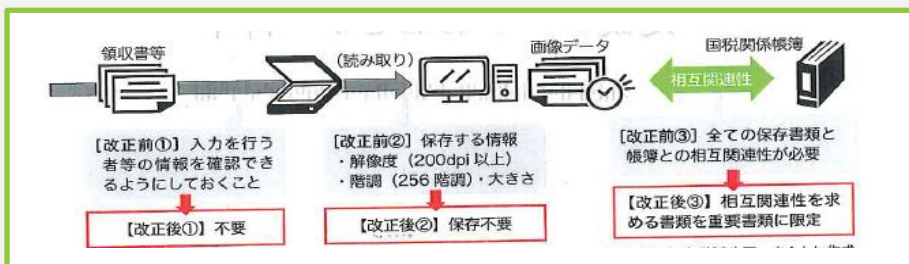 領収書等
(読み取り)
画像データ
国税関係帳簿
相互関連性
[改正前①] 入力を行う
者等の情報を確認でき
るようにしておくこと
【改正後①】不要
[改正前②] 保存する情報
・解像度（200dpi 以上）
・階調（256 階調）・大きさ
【改正後②】保存不要
[改正前③] 全ての保存書類と
帳簿との相互関連性が必要
【改正後③】相互関連性を求
める書類を重要書類に限定